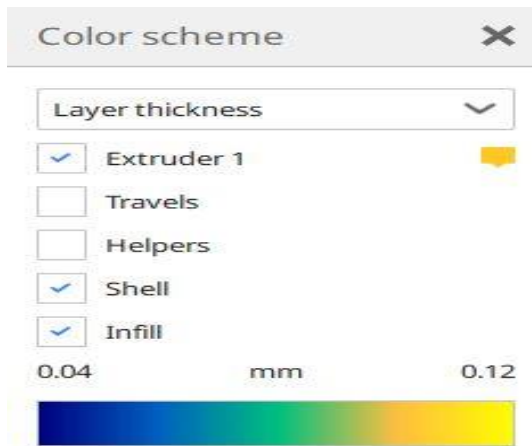 Color scheme
Layer thickness
Extruder 1
Travels
Helpers
Shell
Infill
0.04 mm 0.12